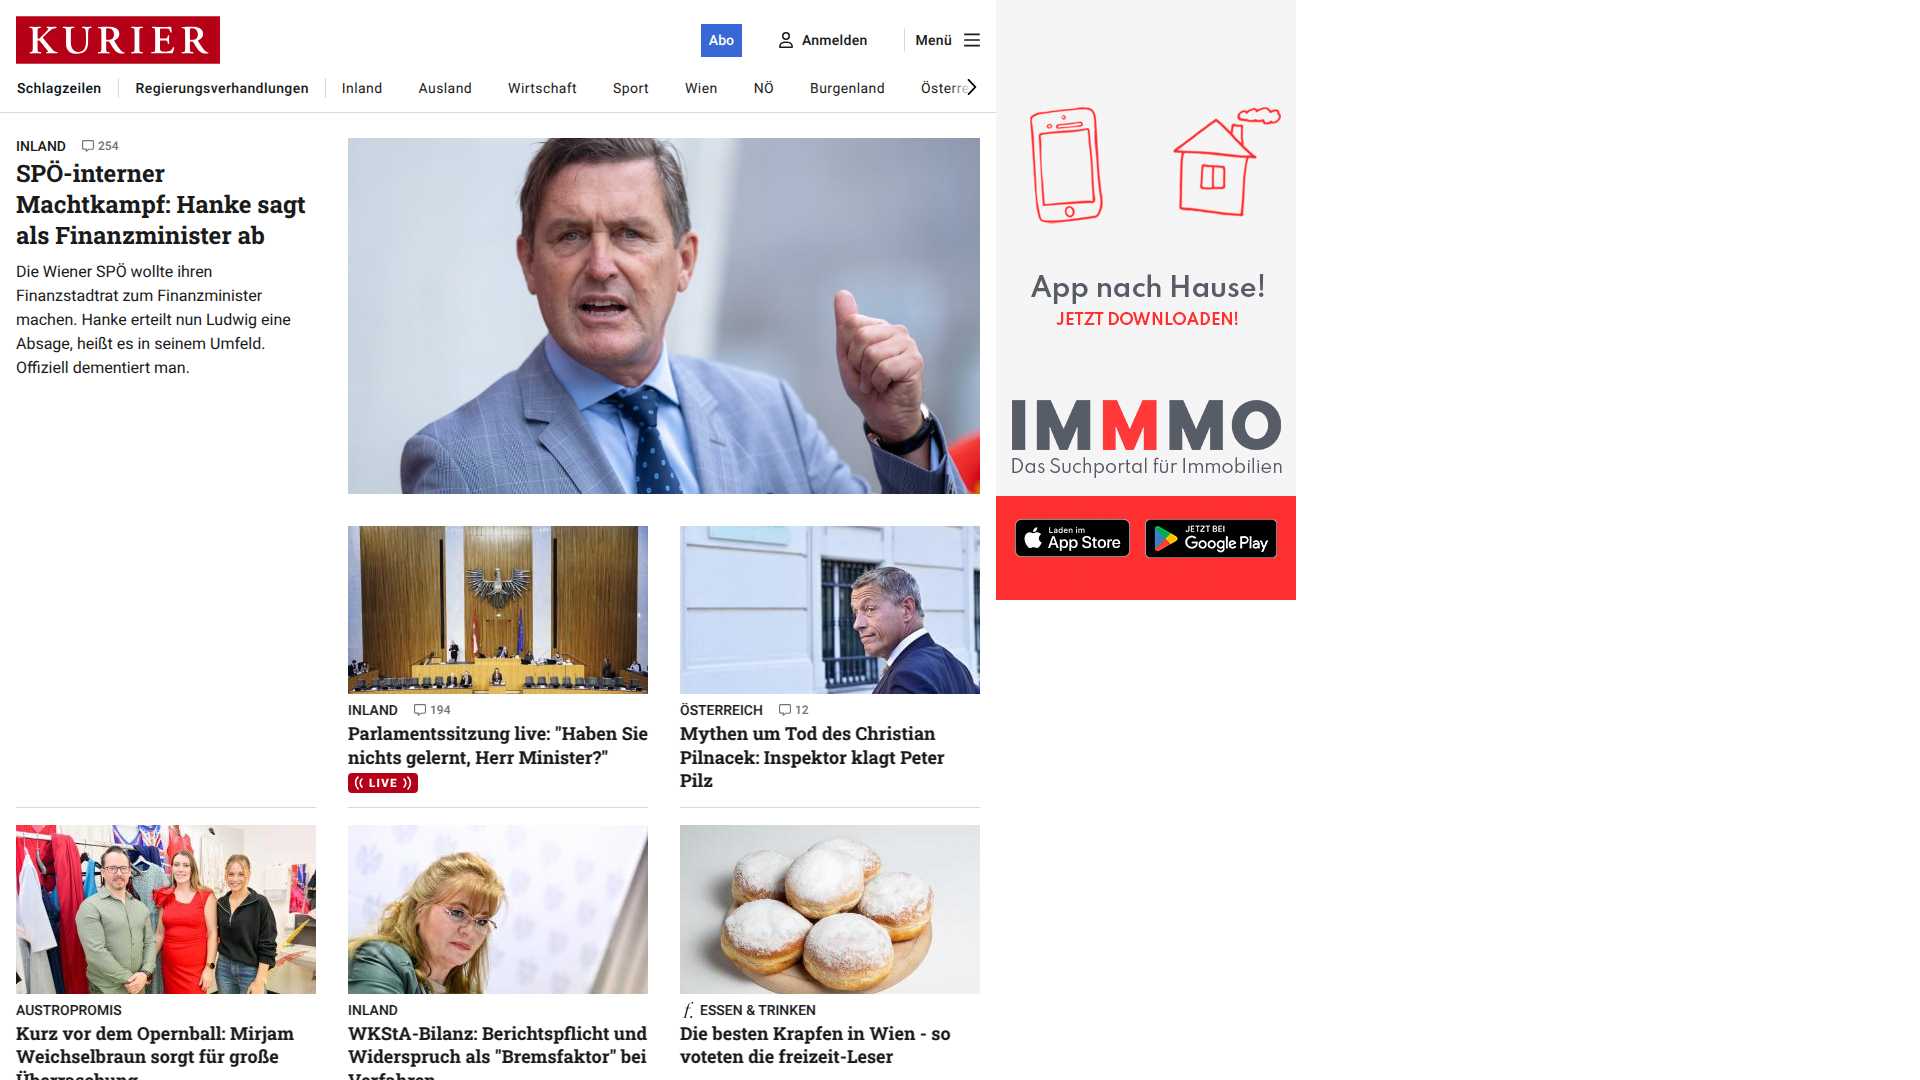 KURIER
Abo
Anmelden
Menü
Schlagzeilen
Regierungsverhandlungen
Inland
Ausland
Wirtschaft
Sport
Wien
NÖ
Burgenland
INLAND 254
SPÖ-interner
Machtkampf: Hanke sagt
als Finanzminister ab
Die Wiener SPÖ wollte ihren
Finanzstadtrat zum Finanzminister
machen. Hanke erteilt nun Ludwig eine
Absage, heißt es in seinem Umfeld.
Offiziell dementiert man.
INLAND 194
Parlamentssitzung live: "Haben Sie
nichts gelernt, Herr Minister?"
LIVE
ÖSTERREICH 12
Mythen um Tod des Christian
Pilnacek: Inspektor klagt Peter
Pilz
AUSTROPROMIS
Kurz vor dem Opernball: Mirjam
Weichselbraun sorgt für große
Überraschung
INLAND
WKStA-Bilanz: Berichtspflicht und
Widerspruch als "Bremsfaktor" bei
Verfahren
f. ESSEN & TRINKEN
Die besten Krapfen in Wien - so
voteten die freizeit-Leser
App nach Hause!
JETZT DOWNLOADEN!
IMMMO
Das Suchportal für Immobilien
Laden im
App Store
JETZT BEI
Google Play